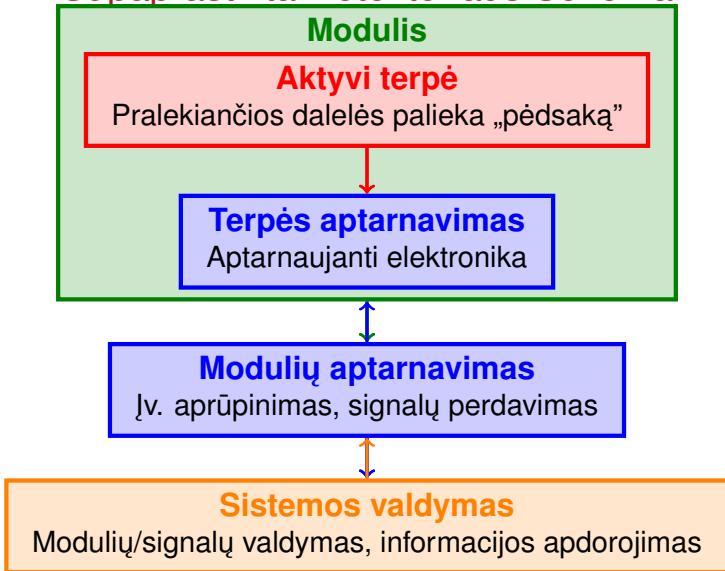 Modulis
Aktyvi terpė
Pralekiančios dalelės palieka „pėdsaką”
Terpės aptarnavimas
Aptarnaujanti elektronika
Modulių aptarnavimas
Įv. aprūpinimas, signalų perdavimas
Sistemos valdymas
Modulių/signalų valdymas, informacijos apdorojimas